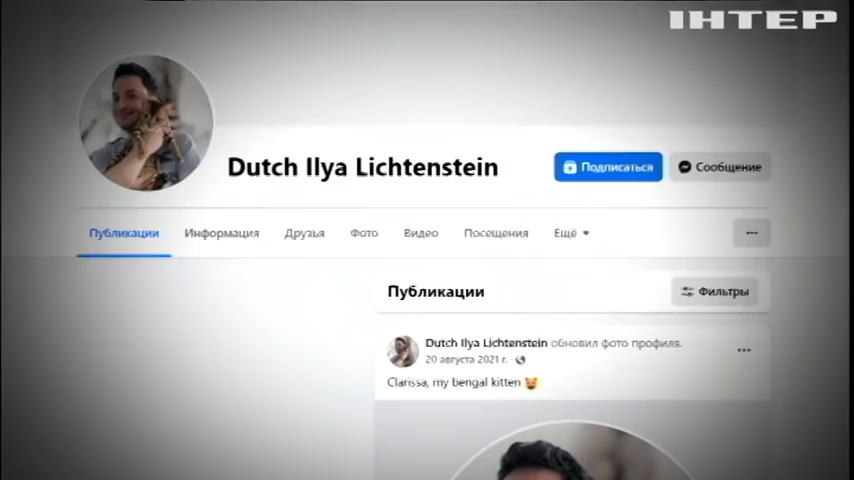 ІНТЕР
Dutch Ilya Lichtenstein
Подписаться
Сообщение
Публикации Информация Друзья Фото Видео Посещения Ещё
Публикации
Фильтры
Dutch Ilya Lichtenstein обновил фото профиля.
20 августа 2021 г. ·
Clarissa, my bengal kitten 😺